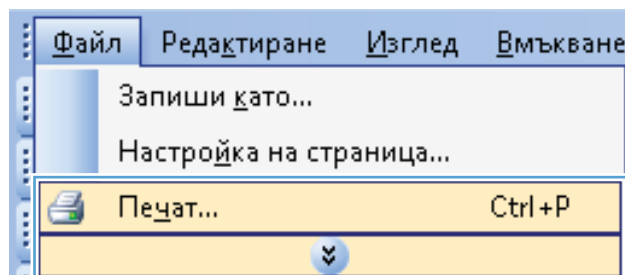 Файл Редактиране Изглед Вмъкване
Запиши като...
Настройка на страница...
Печат... Ctrl+P